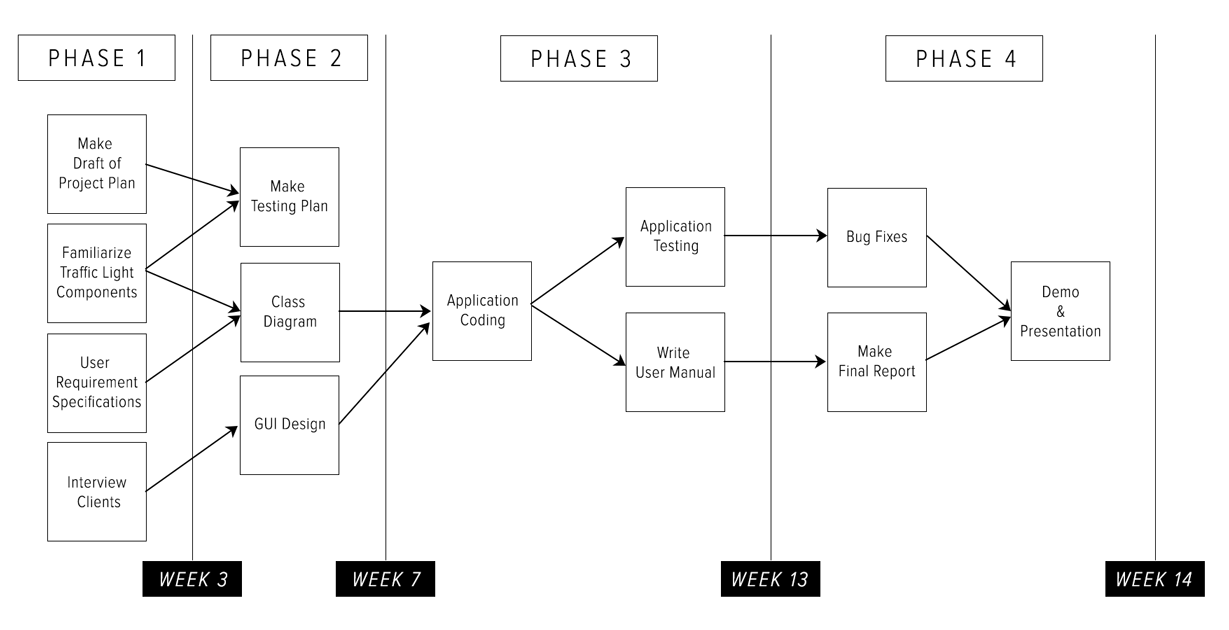 PHASE 1
PHASE 2
PHASE 3
PHASE 4
Make
Draft of
Project Plan
Familiarize
Traffic Light
Components
User
Requirement
Specifications
Interview
Clients
Make
Testing Plan
Class
Diagram
GUI Design
Application
Coding
Application
Testing
Write
User Manual
Bug Fixes
Make
Final Report
Demo
&
Presentation
WEEK 3
WEEK 7
WEEK 13
WEEK 14